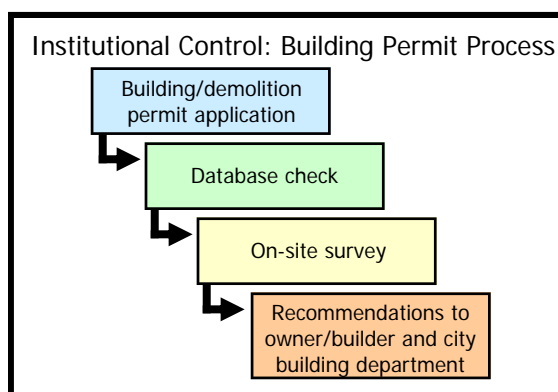 Institutional Control: Building Permit Process
Building/demolition
permit application
Database check
On-site survey
Recommendations to
owner/builder and city
building department